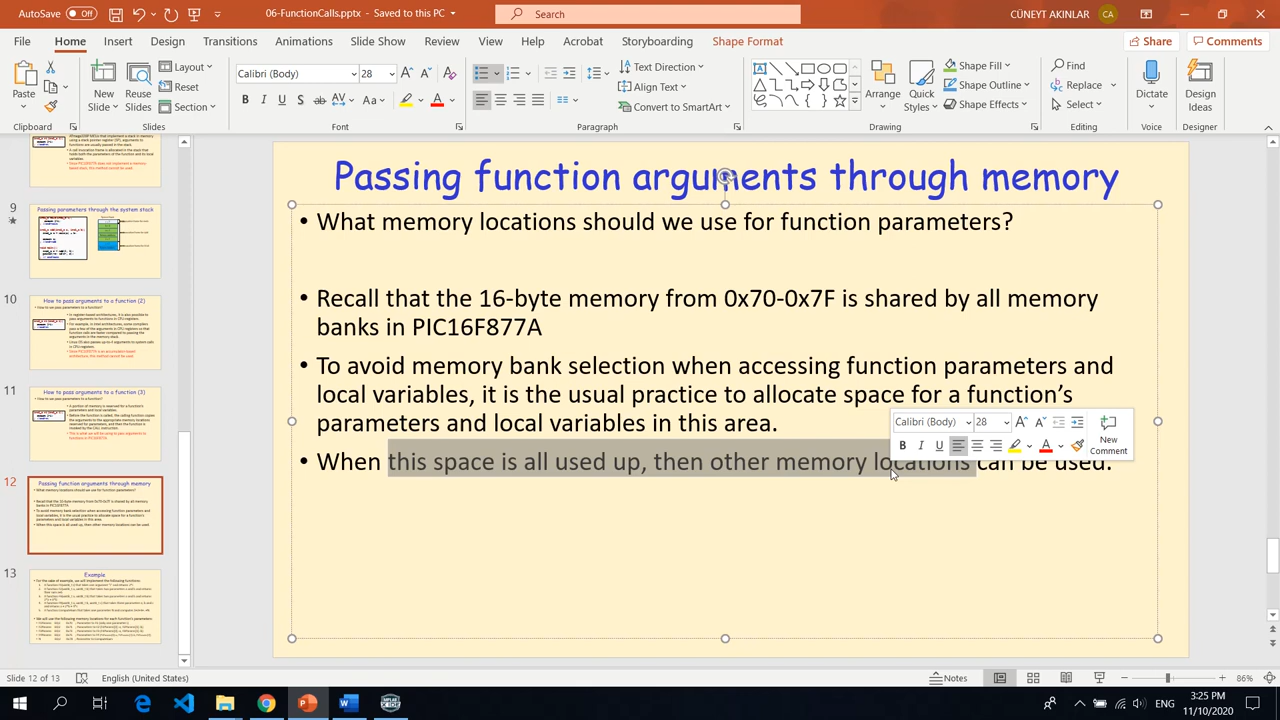 AutoSave Off 06-FunctionCalls.pptx - Saved to this PC Search CÜNEYT AKINLAR CA
File Home Insert Design Transitions Animations Slide Show Review View Help Acrobat Storyboarding Shape Format Share Comments
Paste
Clipboard
New Slide
Reuse Slides
Layout
Reset
Section
Slides
Calibri (Body) 28
Font
Text Direction
Align Text
Convert to SmartArt
Paragraph
Arrange
Quick Styles
Shape Fill
Shape Outline
Shape Effects
Drawing
Find
Replace
Select
Editing
Dictate
Voice
Design Ideas
Designer
9
Passing parameters through the system stack
10
How to pass arguments to a function (2)
11
How to pass arguments to a function (3)
12
Passing function arguments through memory
13
Example
Passing function arguments through memory
• What memory locations should we use for function parameters?
• Recall that the 16-byte memory from 0x70-0x7F is shared by all memory
banks in PIC16F877A
• To avoid memory bank selection when accessing function parameters and
local variables, it is the usual practice to allocate space for a function's
parameters and local variables in this area.
• When this space is all used up, then other memory locations can be used.
Calibri (Body) 28
New Comment
Slide 12 of 13 English (United States) Notes 86%
ENG
3:25 PM
11/10/2020